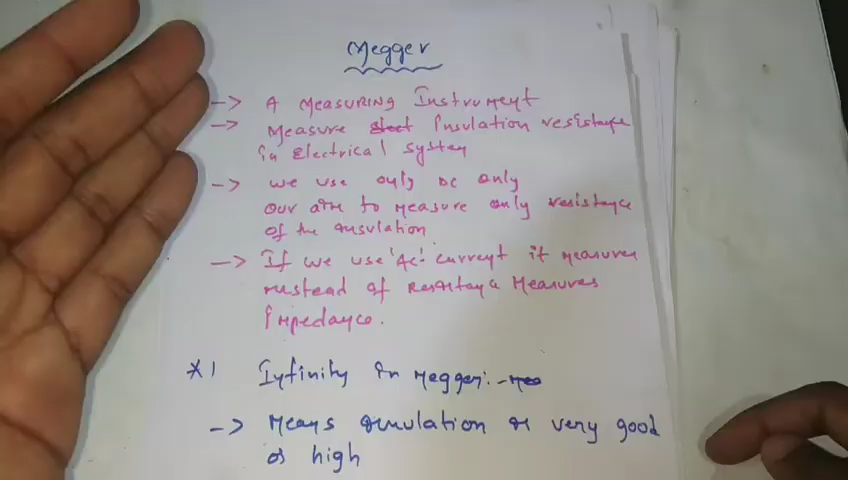 Megger
-> A Measuring Instrument
-> Measure Insulation resistance
in Electrical System
-> We use only DC only
Our aim to measure only resistance
of the insulation
-> If we use 'AC' current it measures
instead of Resistance Measures
Impedance.
*1 Infinity in Megger:-
-> Means insulation is very good
or high